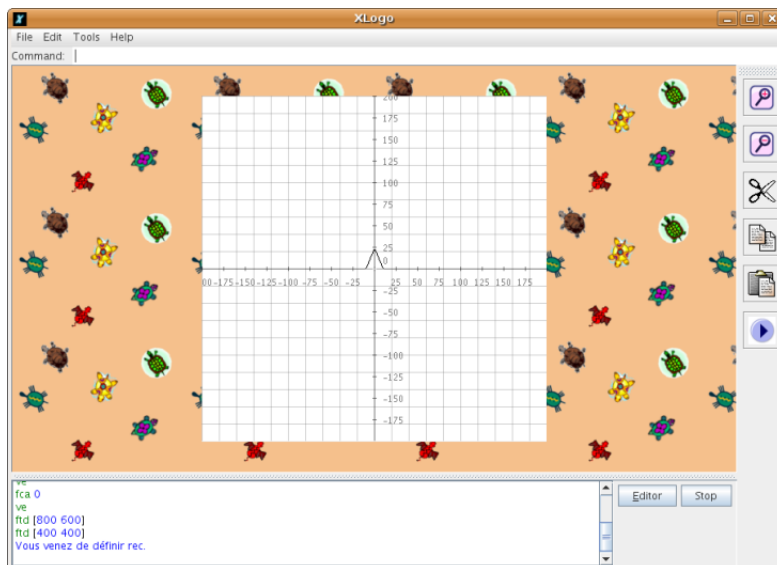 XLogo
File Edit Tools Help
Command:
200
175
150
125
100
75
50
25
0
00-175-150-125-100 -75 -50 -25 25 50 75 100 125 150 175
-25
-50
-75
-100
-125
-150
-175
ve
fca 0
ve
ftd [800 600]
ftd [400 400]
Vous venez de définir rec.
Editor Stop